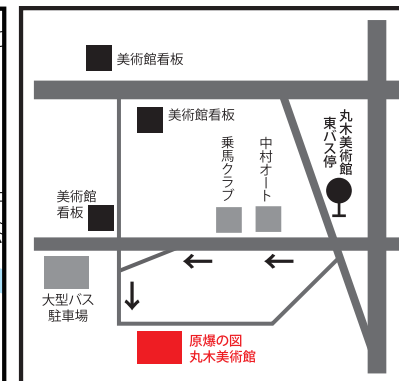 美術館看板
美術館看板
丸木美術館
東バス停
乗馬クラブ
中村オート
美術館
看板
大型バス
駐車場
原爆の図
丸木美術館